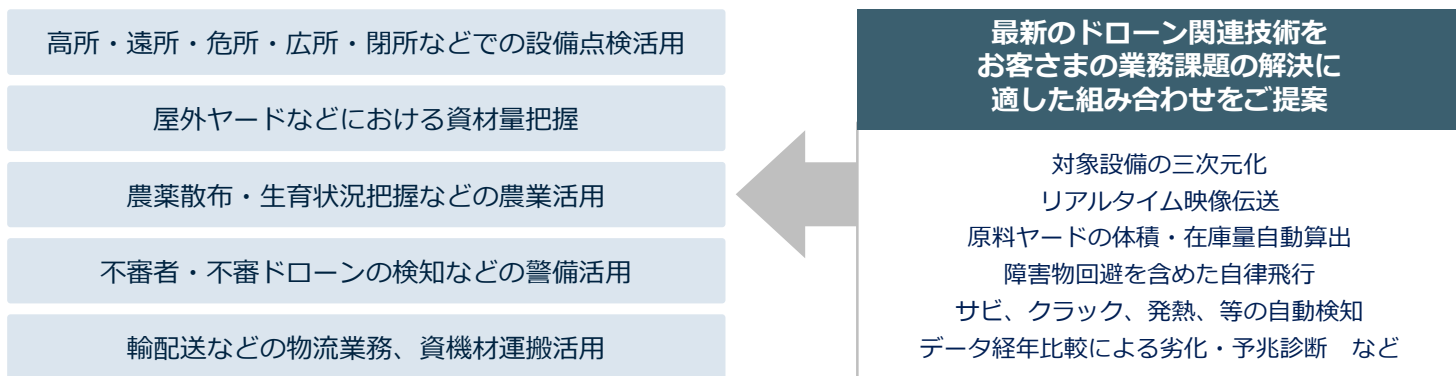 高所・遠所・危所・広所・閉所などでの設備点検活用
屋外ヤードなどにおける資材量把握
農薬散布・生育状況把握などの農業活用
不審者・不審ドローンの検知などの警備活用
輸配送などの物流業務、資機材運搬活用
最新のドローン関連技術を
お客さまの業務課題の解決に
適した組み合わせをご提案
対象設備の三次元化
リアルタイム映像伝送
原料ヤードの体積・在庫量自動算出
障害物回避を含めた自律飛行
サビ、クラック、発熱、等の自動検知
データ経年比較による劣化・予兆診断　など